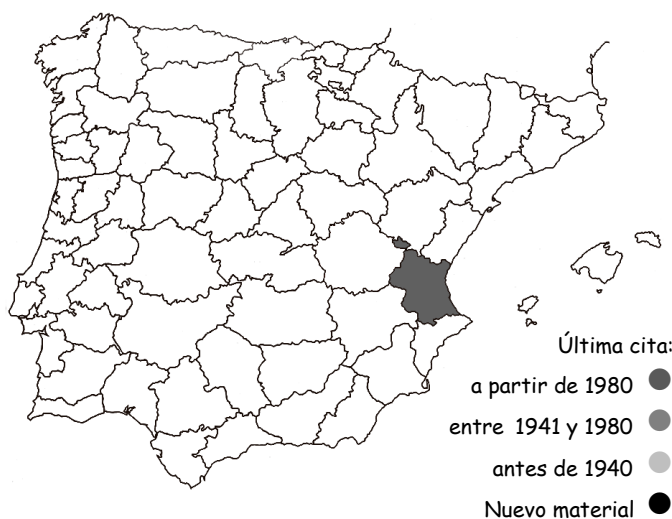 Última cita:
a partir de 1980
entre 1941 y 1980
antes de 1940
Nuevo material